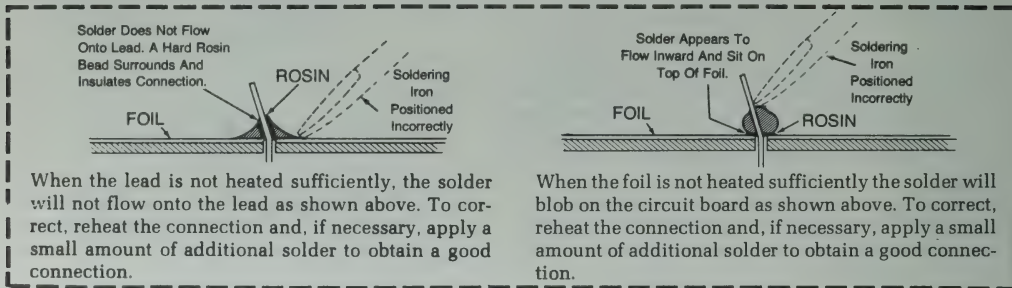 Solder Does Not Flow
Onto Lead. A Hard Rosin
Bead Surrounds And
Insulates Connection.
ROSIN
Soldering
Iron
Positioned
Incorrectly
FOIL
When the lead is not heated sufficiently, the solder
will not flow onto the lead as shown above. To cor-
rect, reheat the connection and, if necessary, apply a
small amount of additional solder to obtain a good
connection.
Solder Appears To
Flow Inward And Sit On
Top Of Foil.
Soldering
Iron
Positioned
Incorrectly
FOIL
ROSIN
When the foil is not heated sufficiently the solder will
blob on the circuit board as shown above. To correct,
reheat the connection and, if necessary, apply a small
amount of additional solder to obtain a good connec-
tion.